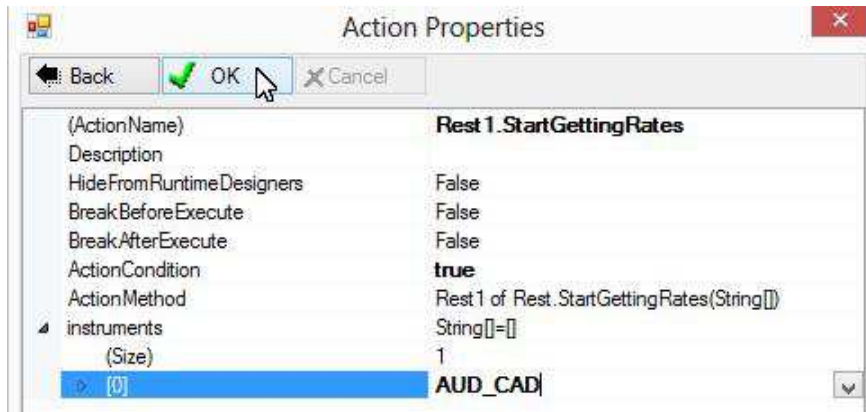 Action Properties
Back OK Cancel
(ActionName) Rest1.StartGettingRates
Description
HideFromRuntimeDesigners False
BreakBeforeExecute False
BreakAfterExecute False
ActionCondition true
ActionMethod Rest1 of Rest.StartGettingRates(String[])
instruments String[]=[]
(Size) 1
[0] AUD_CAD